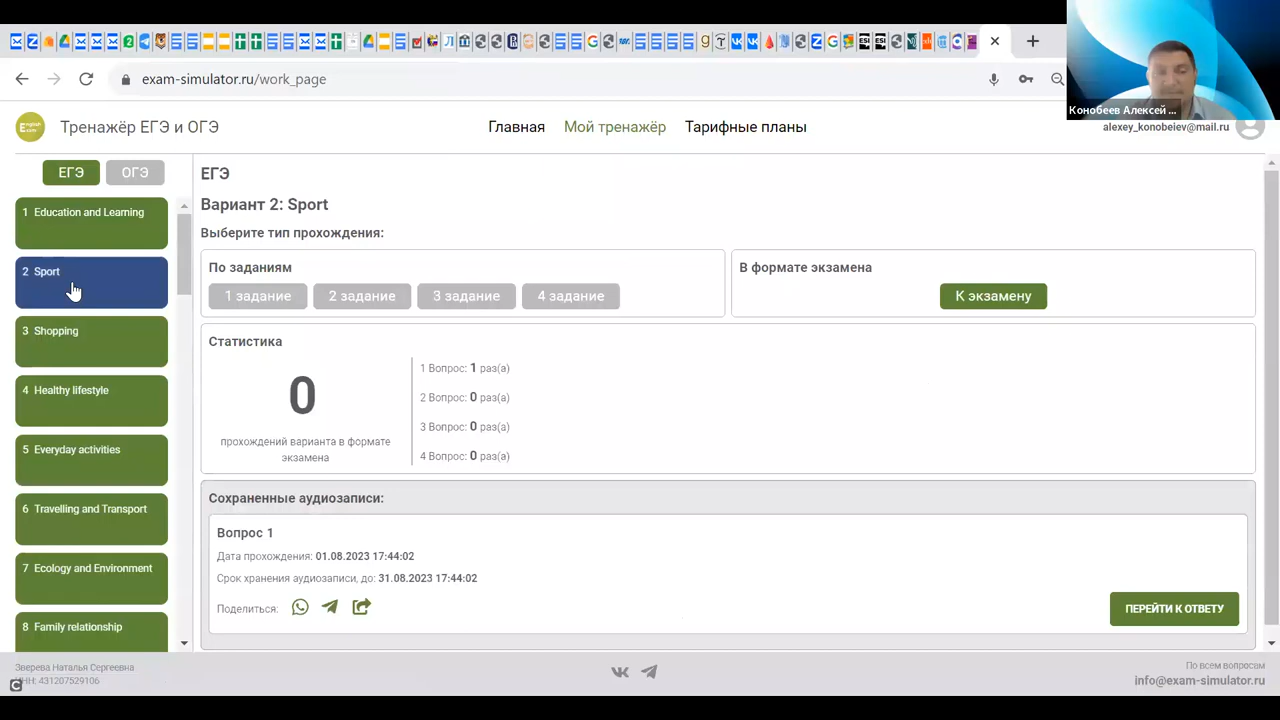 exam-simulator.ru/work_page
Конобеев Алексей ...
English Exam
Тренажёр ЕГЭ и ОГЭ
Главная
Мой тренажёр
Тарифные планы
alexey_konobeiev@mail.ru
ЕГЭ
ОГЭ
1 Education and Learning
2 Sport
3 Shopping
4 Healthy lifestyle
5 Everyday activities
6 Travelling and Transport
7 Ecology and Environment
8 Family relationship
ЕГЭ
Вариант 2: Sport
Выберите тип прохождения:
По заданиям
1 задание
2 задание
3 задание
4 задание
В формате экзамена
К экзамену
Статистика
0
прохождений варианта в формате
экзамена
1 Вопрос: 1 раз(а)
2 Вопрос: 0 раз(а)
3 Вопрос: 0 раз(а)
4 Вопрос: 0 раз(а)
Сохраненные аудиозаписи:
Вопрос 1
Дата прохождения: 01.08.2023 17:44:02
Срок хранения аудиозаписи, до: 31.08.2023 17:44:02
Поделиться:
ПЕРЕЙТИ К ОТВЕТУ
Зверева Наталья Сергеевна
ИНН: 431207529106
По всем вопросам
info@exam-simulator.ru